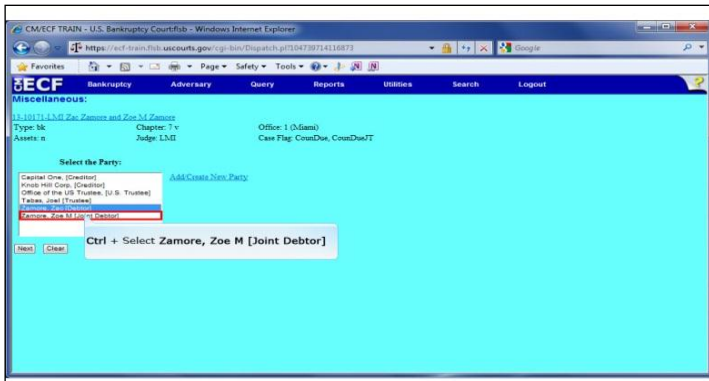 CM/ECF TRAIN - U.S. Bankruptcy Court:flsb - Windows Internet Explorer
https://ecf-train.flsb.uscourts.gov/cgi-bin/Dispatch.pl?104739714116873
Google
Favorites Page Safety Tools
ECF Bankruptcy Adversary Query Reports Utilities Search Logout
Miscellaneous:
13-10171-LMI Zac Zamore and Zoe M Zamore
Type: bk Chapter: 7 v Office: 1 (Miami)
Assets: n Judge: LMI Case Flag: CounDue, CounDueJT
Select the Party:
Capital One, [Creditor] Add/Create New Party
Knob Hill Corp, [Creditor]
Office of the US Trustee, [U.S. Trustee]
Tabas, Joel [Trustee]
Zamore, Zac [Debtor]
Zamore, Zoe M [Joint Debtor]
Ctrl + Select Zamore, Zoe M [Joint Debtor]
Next Clear